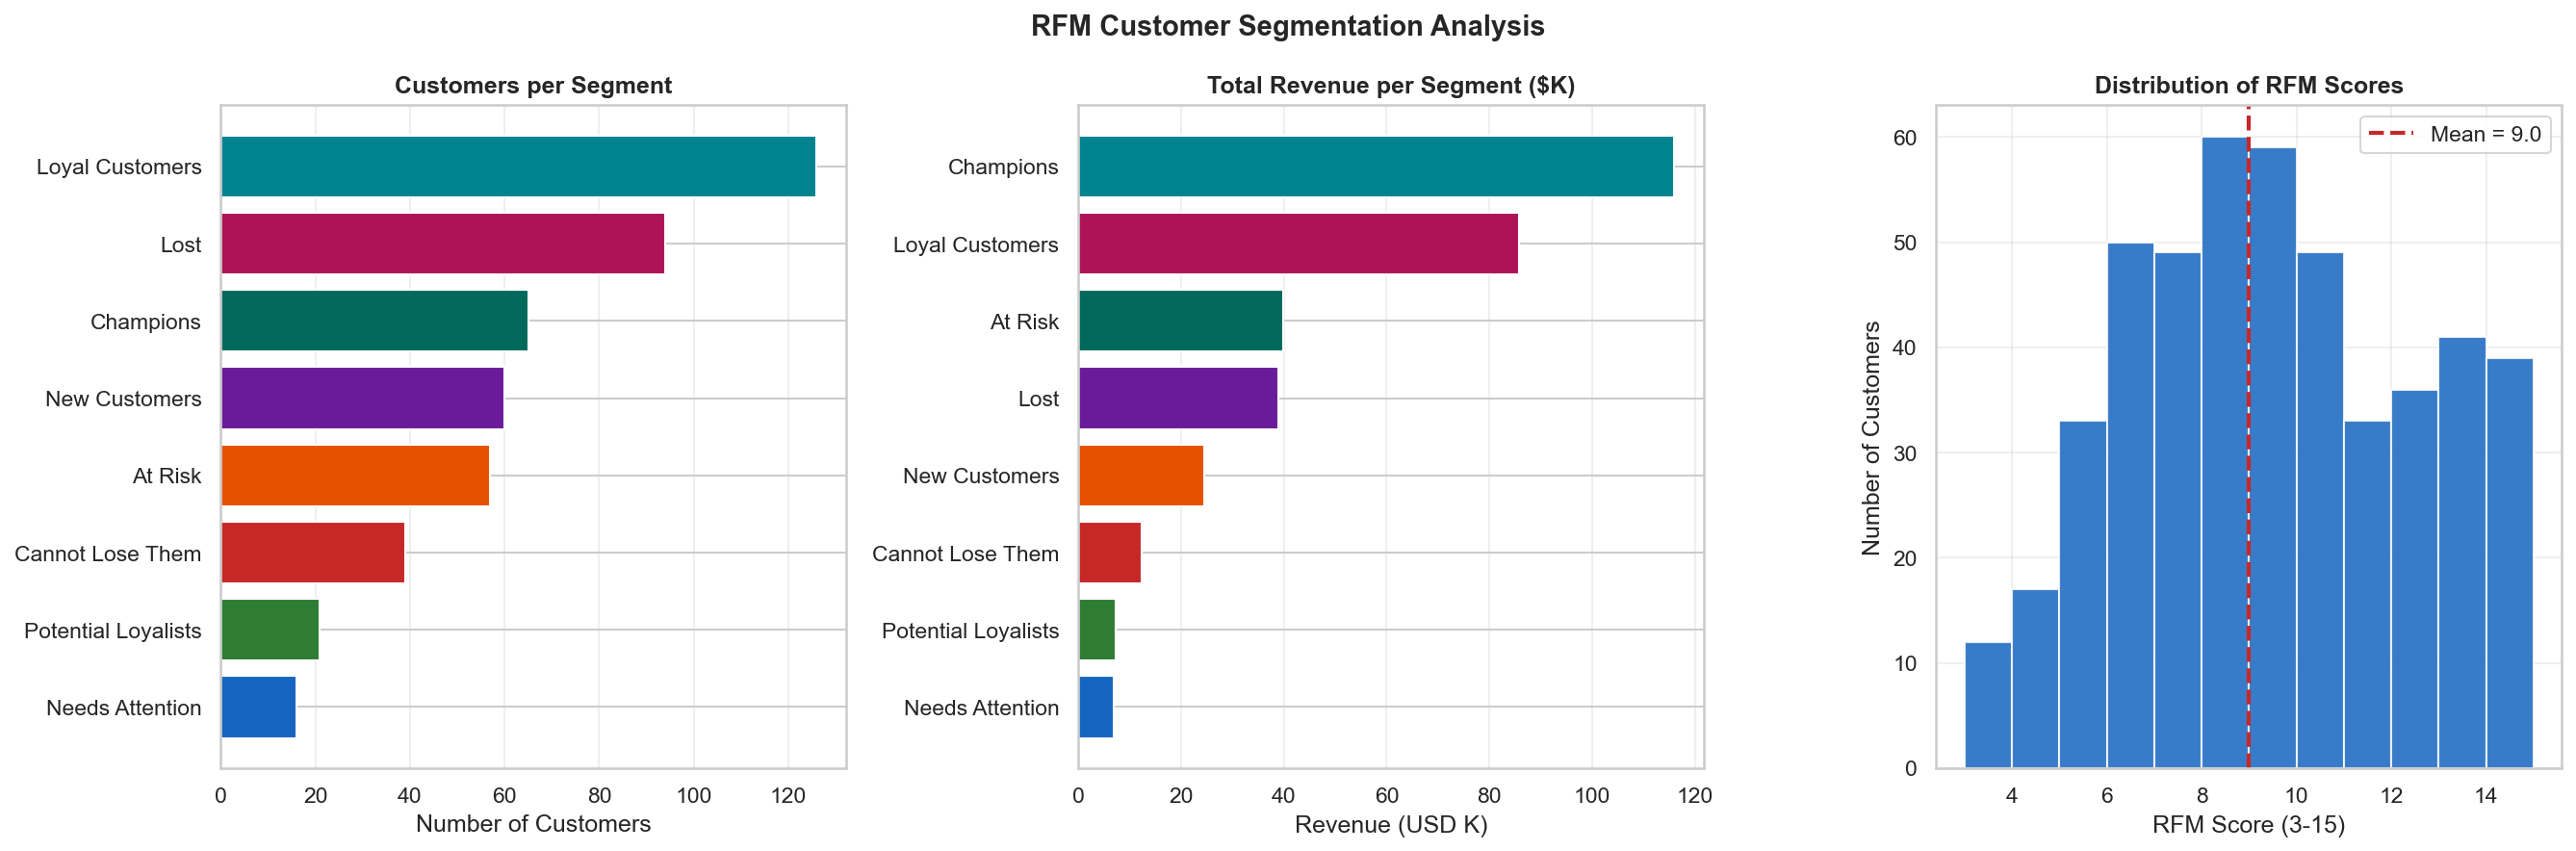 RFM Customer Segmentation Analysis
Customers per Segment
Loyal Customers
Lost
Champions
New Customers
At Risk
Cannot Lose Them
Potential Loyalists
Needs Attention
0 20 40 60 80 100 120
Number of Customers
Total Revenue per Segment ($K)
Champions
Loyal Customers
At Risk
Lost
New Customers
Cannot Lose Them
Potential Loyalists
Needs Attention
0 20 40 60 80 100 120
Revenue (USD K)
Distribution of RFM Scores
Mean = 9.0
Number of Customers
60
50
40
30
20
10
0
4 6 8 10 12 14
RFM Score (3-15)